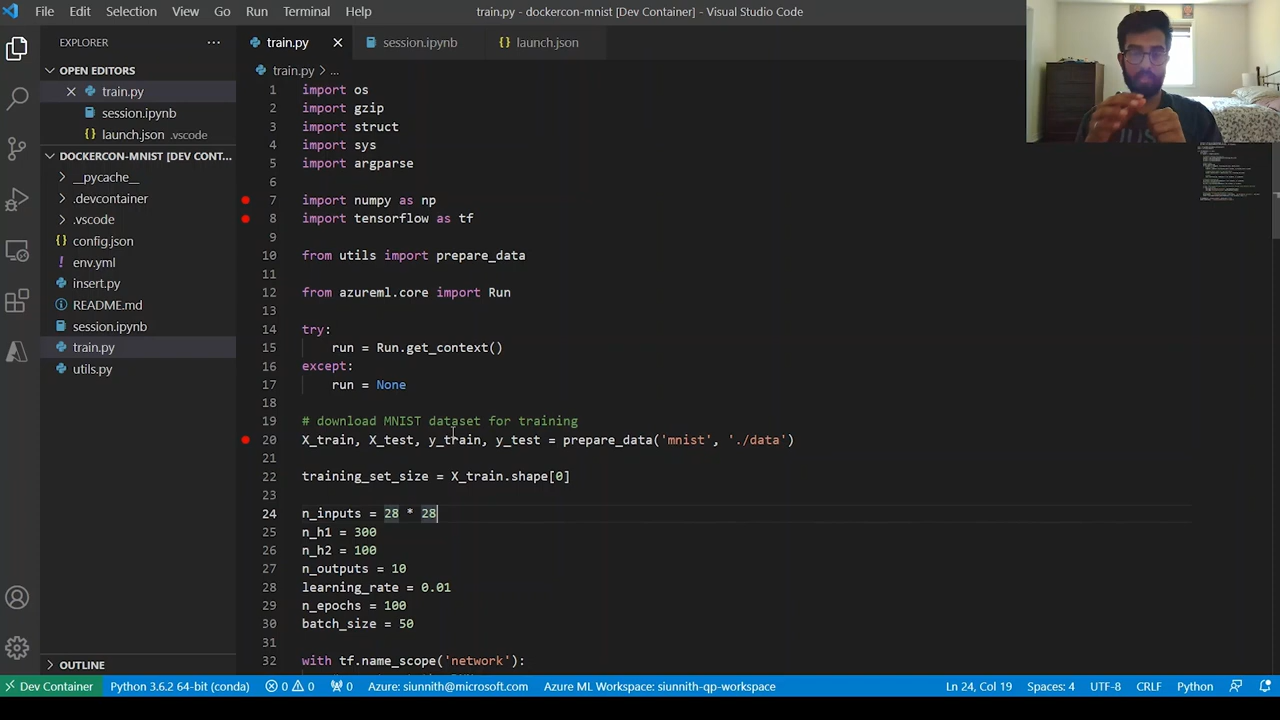 File Edit Selection View Go Run Terminal Help
train.py - dockercon-mnist [Dev Container] - Visual Studio Code
EXPLORER
OPEN EDITORS
train.py
session.ipynb
launch.json .vscode
DOCKERCON-MNIST [DEV CONT...
__pycache__
.devcontainer
.vscode
config.json
env.yml
insert.py
README.md
session.ipynb
train.py
utils.py
OUTLINE
train.py
session.ipynb
launch.json
train.py > ...
1 import os
2 import gzip
3 import struct
4 import sys
5 import argparse
6
7 import numpy as np
8 import tensorflow as tf
9
10 from utils import prepare_data
11
12 from azureml.core import Run
13
14 try:
15 run = Run.get_context()
16 except:
17 run = None
18
19 # download MNIST dataset for training
20 X_train, X_test, y_train, y_test = prepare_data('mnist', './data')
21
22 training_set_size = X_train.shape[0]
23
24 n_inputs = 28 * 28
25 n_h1 = 300
26 n_h2 = 100
27 n_outputs = 10
28 learning_rate = 0.01
29 n_epochs = 100
30 batch_size = 50
31
32 with tf.name_scope('network'):
Dev Container Python 3.6.2 64-bit (conda) 0 0 0 Azure: siunnith@microsoft.com Azure ML Workspace: siunnith-qp-workspace Ln 24, Col 19 Spaces: 4 UTF-8 CRLF Python